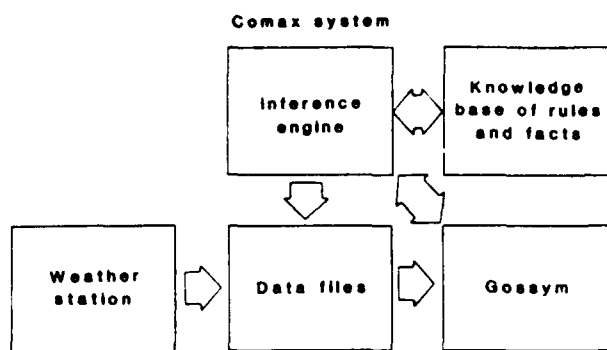 Comax system
Inference
engine
Knowledge
base of rules
and facts
Weather
station
Data files
Gossym